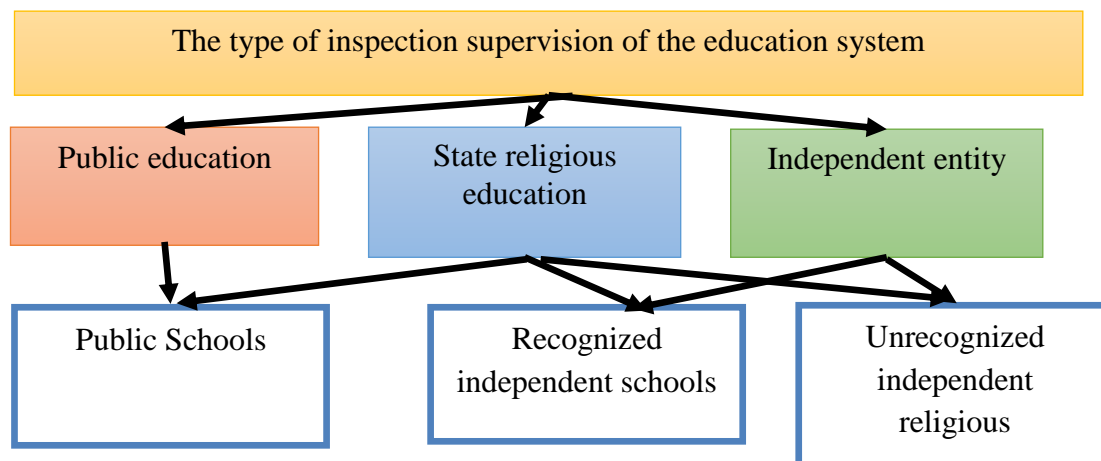 The type of inspection supervision of the education system
Public education
State religious
education
Independent entity
Public Schools
Recognized
independent schools
Unrecognized
independent
religious